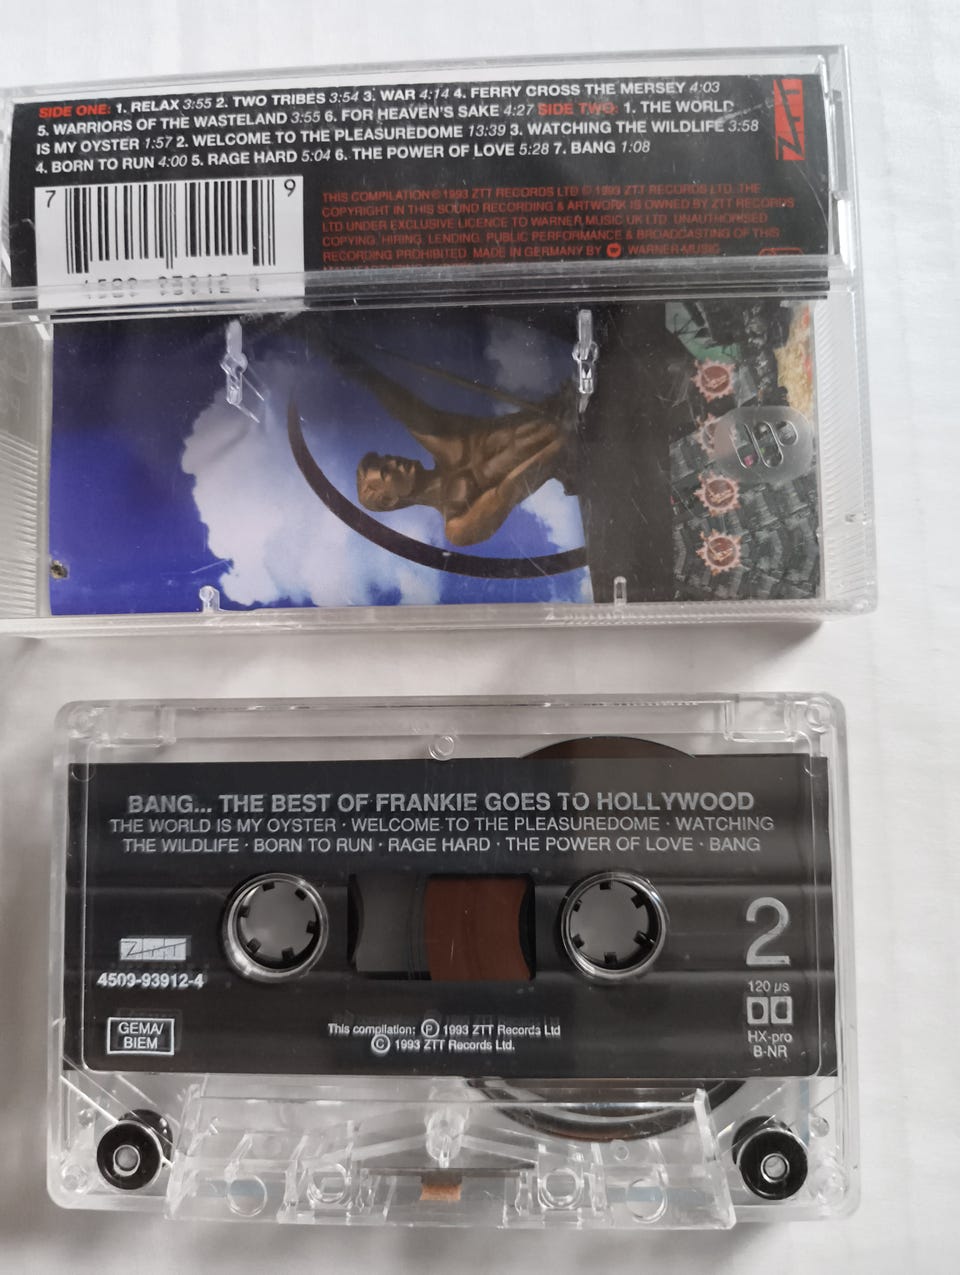 SIDE ONE: 1. RELAX 3:55 2. TWO TRIBES 3:54 3. WAR 4:14 4. FERRY CROSS THE MERSEY 4:03
5. WARRIORS OF THE WASTELAND 3:55 6. FOR HEAVEN'S SAKE 4:27 SIDE TWO: 1. THE WORLD
IS MY OYSTER 1:57 2. WELCOME TO THE PLEASUREDOME 13:39 3. WATCHING THE WILDLIFE 3:58
4. BORN TO RUN 4:00 5. RAGE HARD 5:04 6. THE POWER OF LOVE 5:28 7. BANG 1:08
ZTT
7 9
THIS COMPILATION ℗ 1993 ZTT RECORDS LTD © 1993 ZTT RECORDS LTD. THE
COPYRIGHT IN THIS SOUND RECORDING & ARTWORK IS OWNED BY ZTT RECORDS
LTD UNDER EXCLUSIVE LICENCE TO WARNER MUSIC UK LTD. UNAUTHORISED
COPYING, HIRING, LENDING, PUBLIC PERFORMANCE & BROADCASTING OF THIS
RECORDING PROHIBITED. MADE IN GERMANY BY WARNER MUSIC
BANG... THE BEST OF FRANKIE GOES TO HOLLYWOOD
THE WORLD IS MY OYSTER · WELCOME TO THE PLEASUREDOME · WATCHING
THE WILDLIFE · BORN TO RUN · RAGE HARD · THE POWER OF LOVE · BANG
ZTT
4509-93912-4
2
120 µs
HX-pro
B-NR
GEMA/
BIEM
This compilation: ℗ 1993 ZTT Records Ltd
© 1993 ZTT Records Ltd.